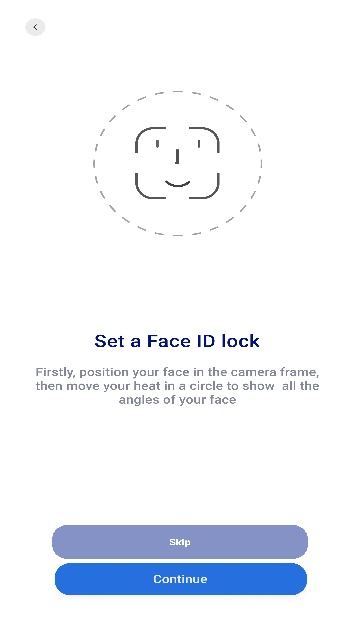 Set a Face ID lock
Firstly, position your face in the camera frame,
then move your heat in a circle to show all the
angles of your face
Skip
Continue